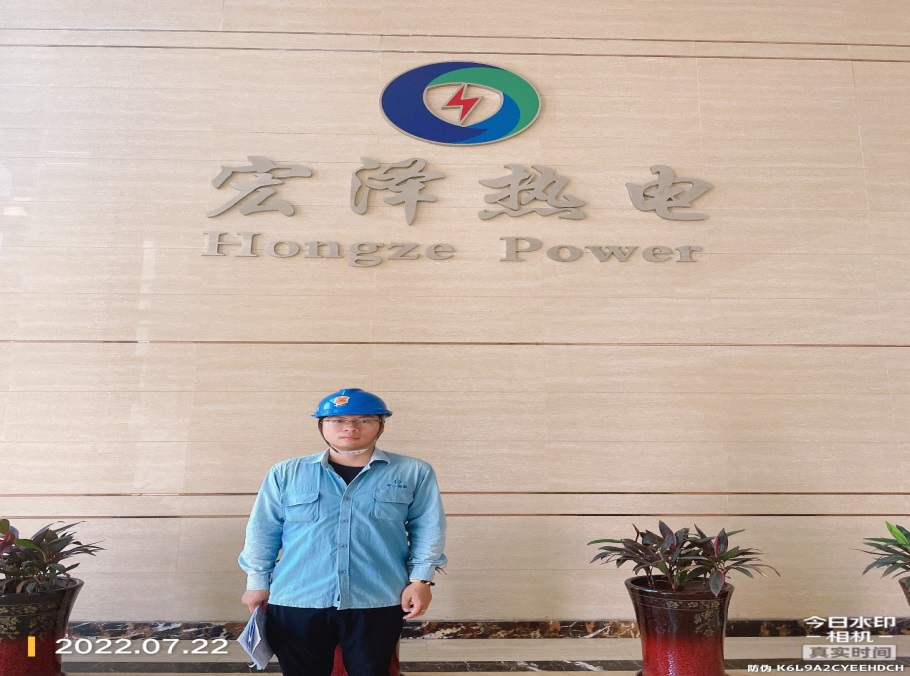 宏泽热电
Hongze Power
2022.07.22
今日水印
相机
真实时间
防伪 K6L9A2CYEEHDCH